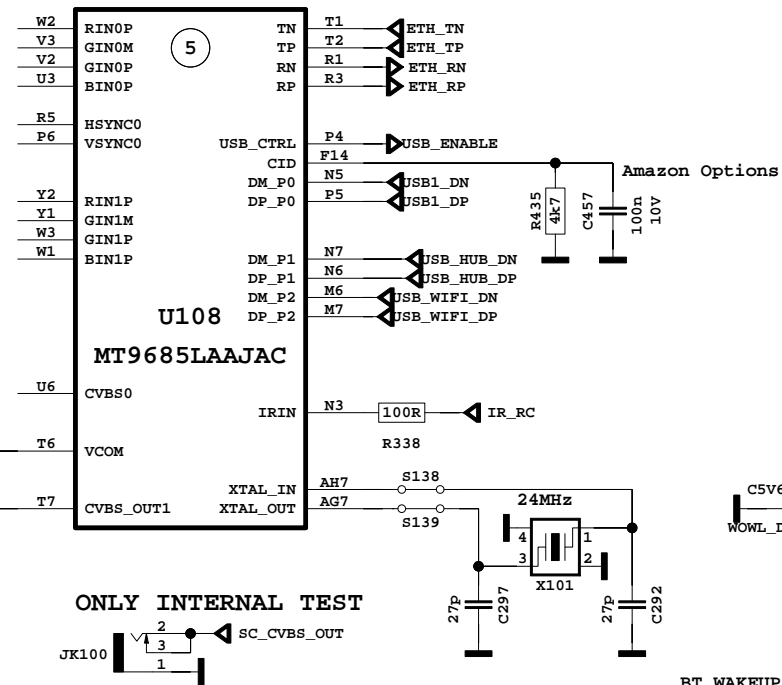 W2 RIN0P TN T1 ETH_TN
V3 GIN0M 5 TP T2 ETH_TP
V2 GIN0P RN R1 ETH_RN
U3 BIN0P RP R3 ETH_RP
R5 HSYNC0
P6 VSYNC0 USB_CTRL P4 USB_ENABLE
CID F14 Amazon Options
DM_P0 N5 USB1_DN
Y2 RIN1P DP_P0 P5 USB1_DP
R435 4k7 C457 100n 10V
Y1 GIN1M
W3 GIN1P
W1 BIN1P DM_P1 N7 USB_HUB_DN
DP_P1 N6 USB_HUB_DP
DM_P2 M6 USB_WIFI_DN
U108 DP_P2 M7 USB_WIFI_DP
MT9685LAAJAC
U6 CVBS0
IRIN N3 100R IR_RC
R338
T6 VCOM
XTAL_IN AH7 S138
T7 CVBS_OUT1 XTAL_OUT AG7 S139
24MHz
4 1
3 2
X101
27p C297 27p C292
C5V6
WOWL_D
ONLY INTERNAL TEST
JK100 2 SC_CVBS_OUT
3
1
BT_WAKEUP